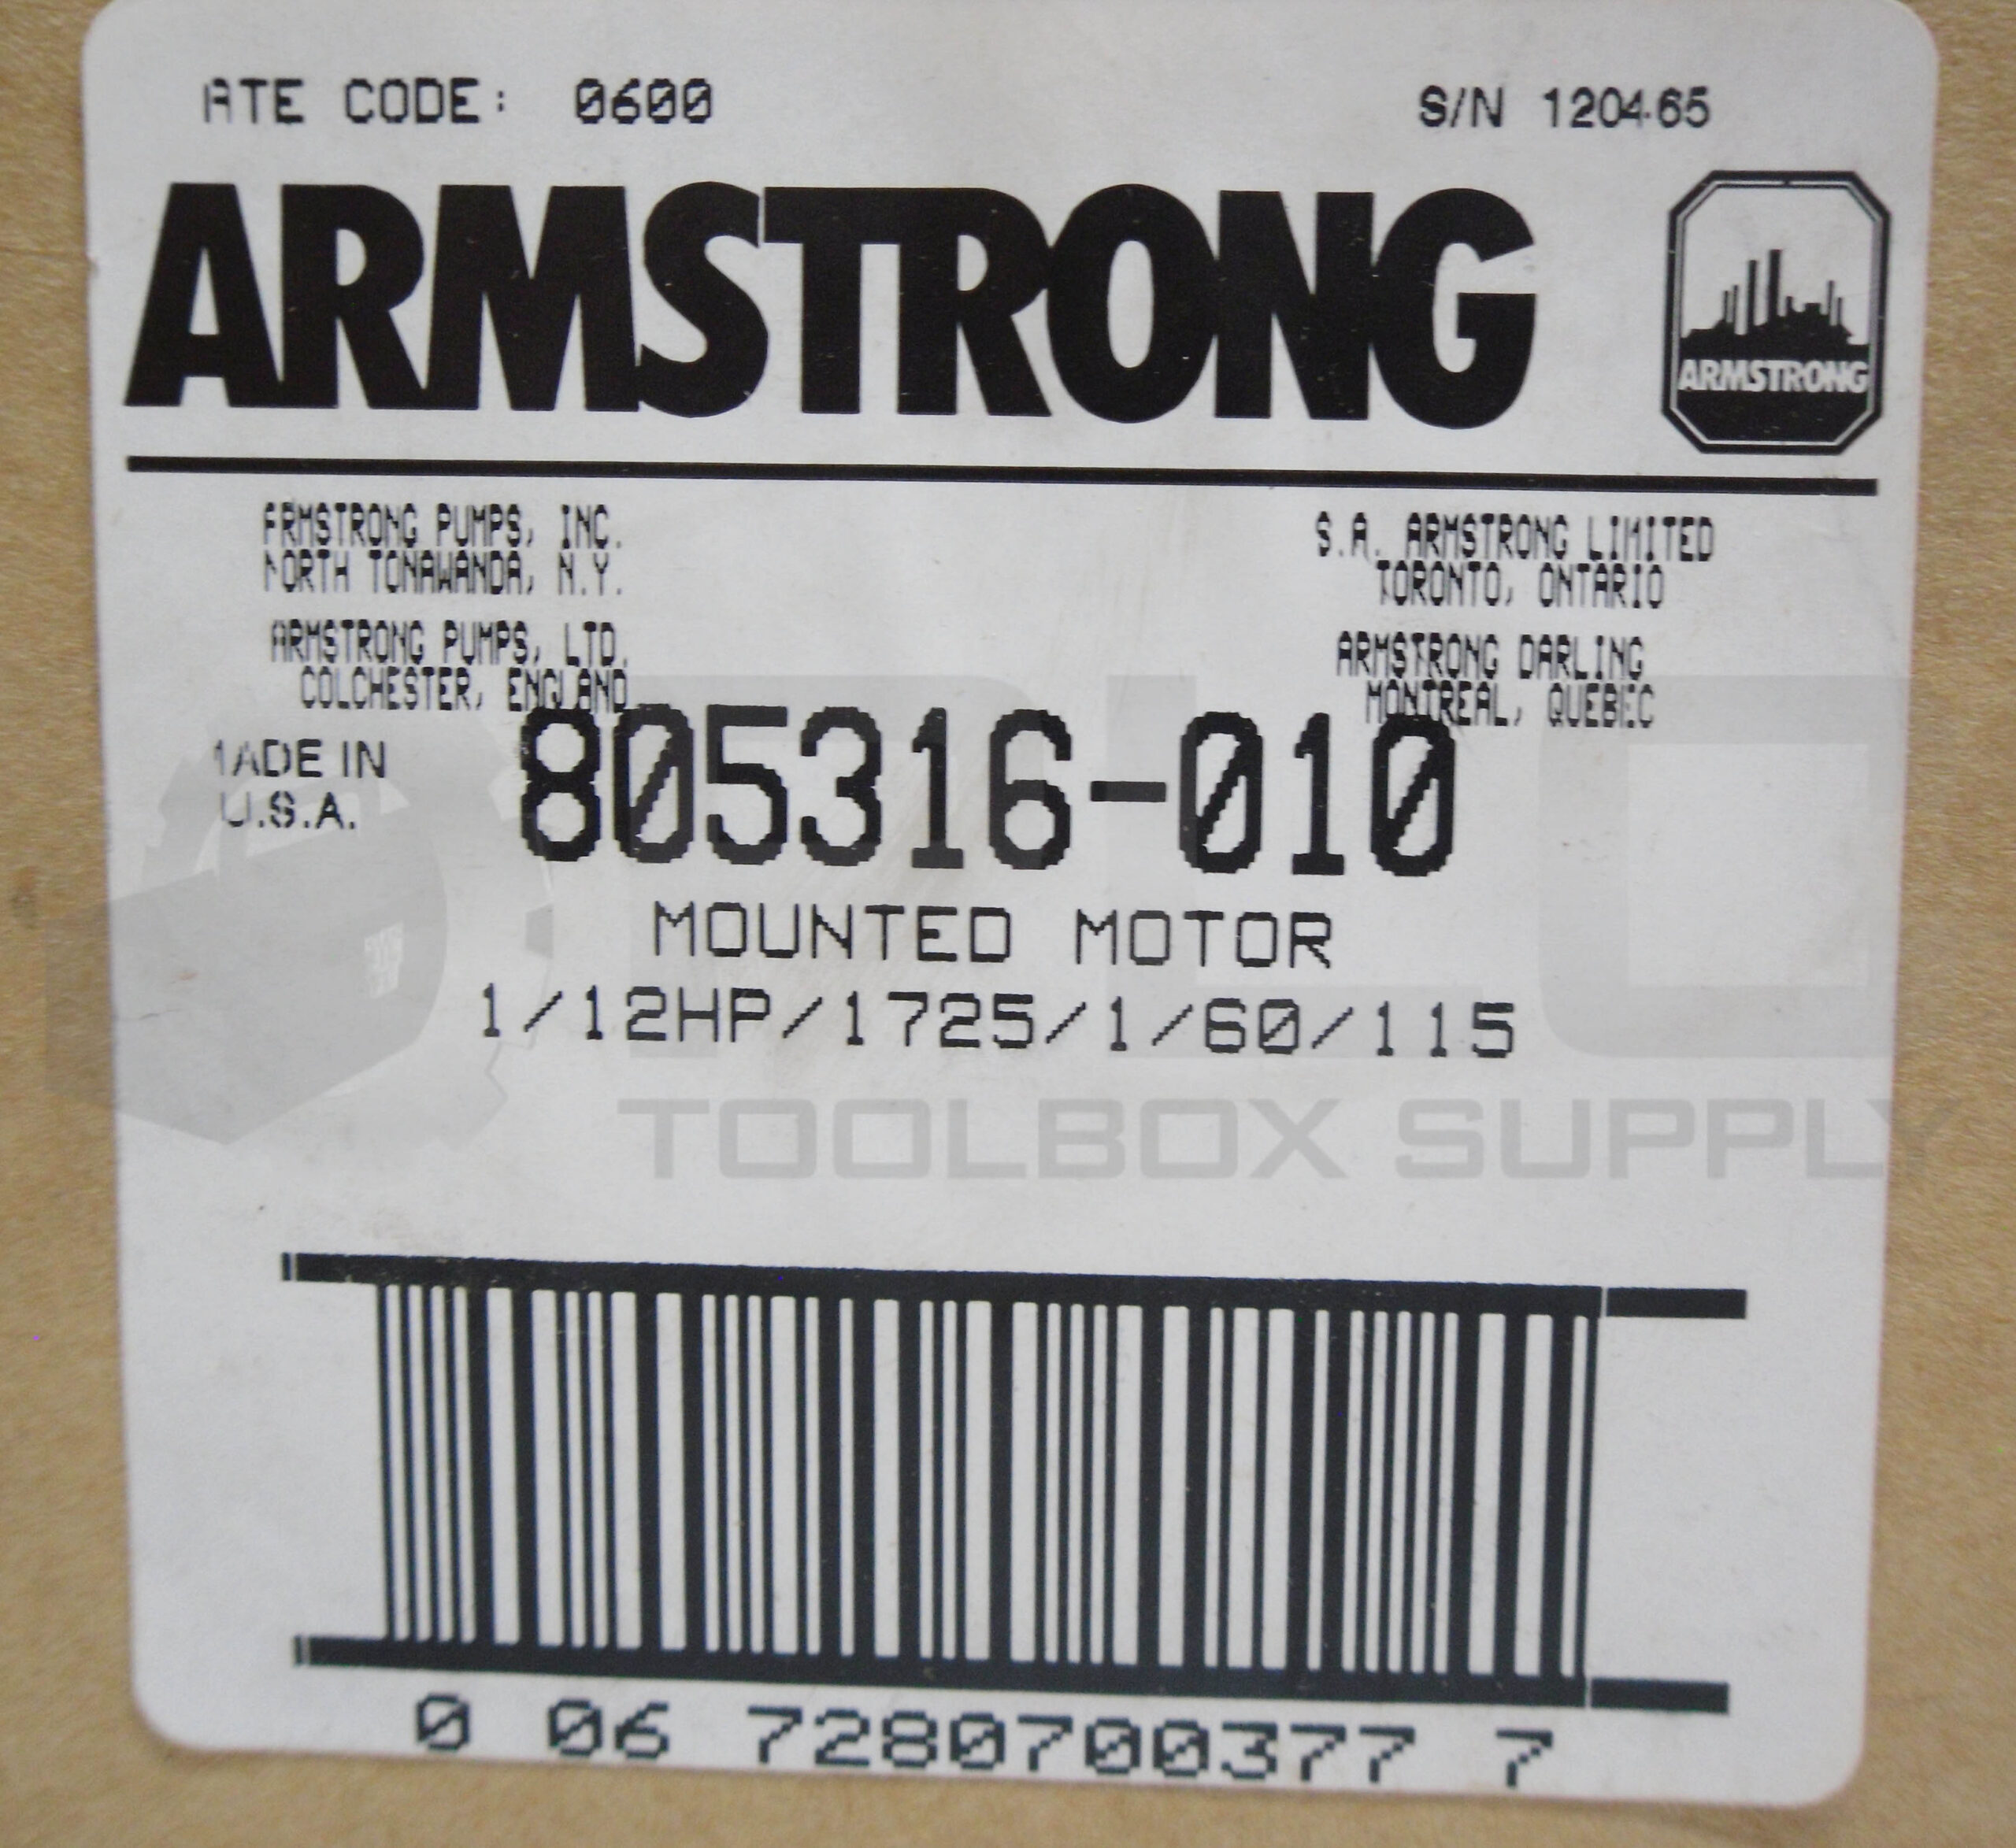 ATE CODE: 0600
S/N 120465
ARMSTRONG
ARMSTRONG
ARMSTRONG PUMPS, INC.
NORTH TONAWANDA, N.Y.
ARMSTRONG PUMPS, LTD.
COLCHESTER, ENGLAND
S.A. ARMSTRONG LIMITED
TORONTO, ONTARIO
ARMSTRONG DARLING
MONTREAL, QUEBEC
MADE IN
U.S.A.
805316-010
MOUNTED MOTOR
1/12HP/1725/1/60/115
PLC
TOOLBOX SUPPLY
0 06 7280700377 7